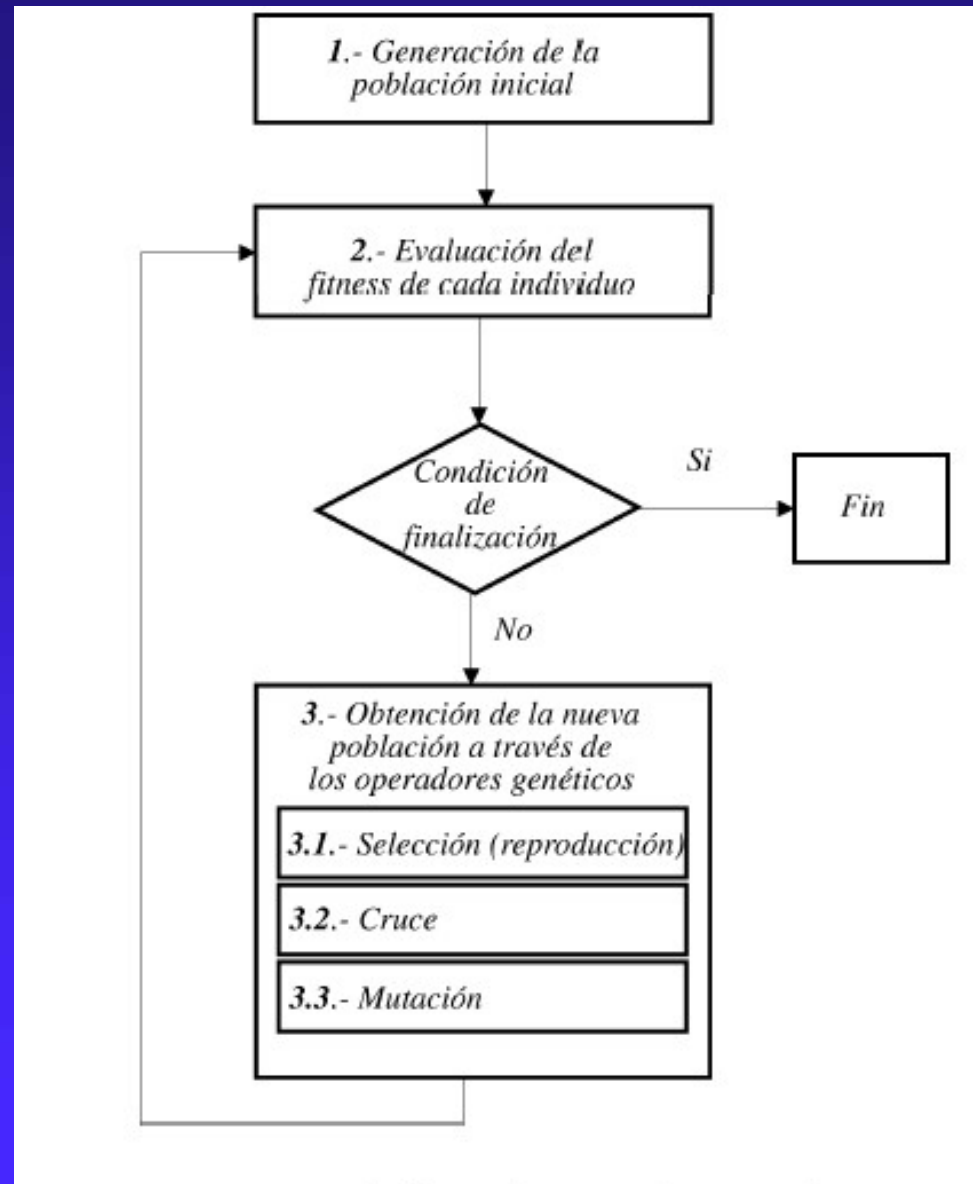 1.- Generación de la
población inicial
2.- Evaluación del
fitness de cada individuo
Condición
de
finalización
Si
Fin
No
3.- Obtención de la nueva
población a través de
los operadores genéticos
3.1.- Selección (reproducción)
3.2.- Cruce
3.3.- Mutación